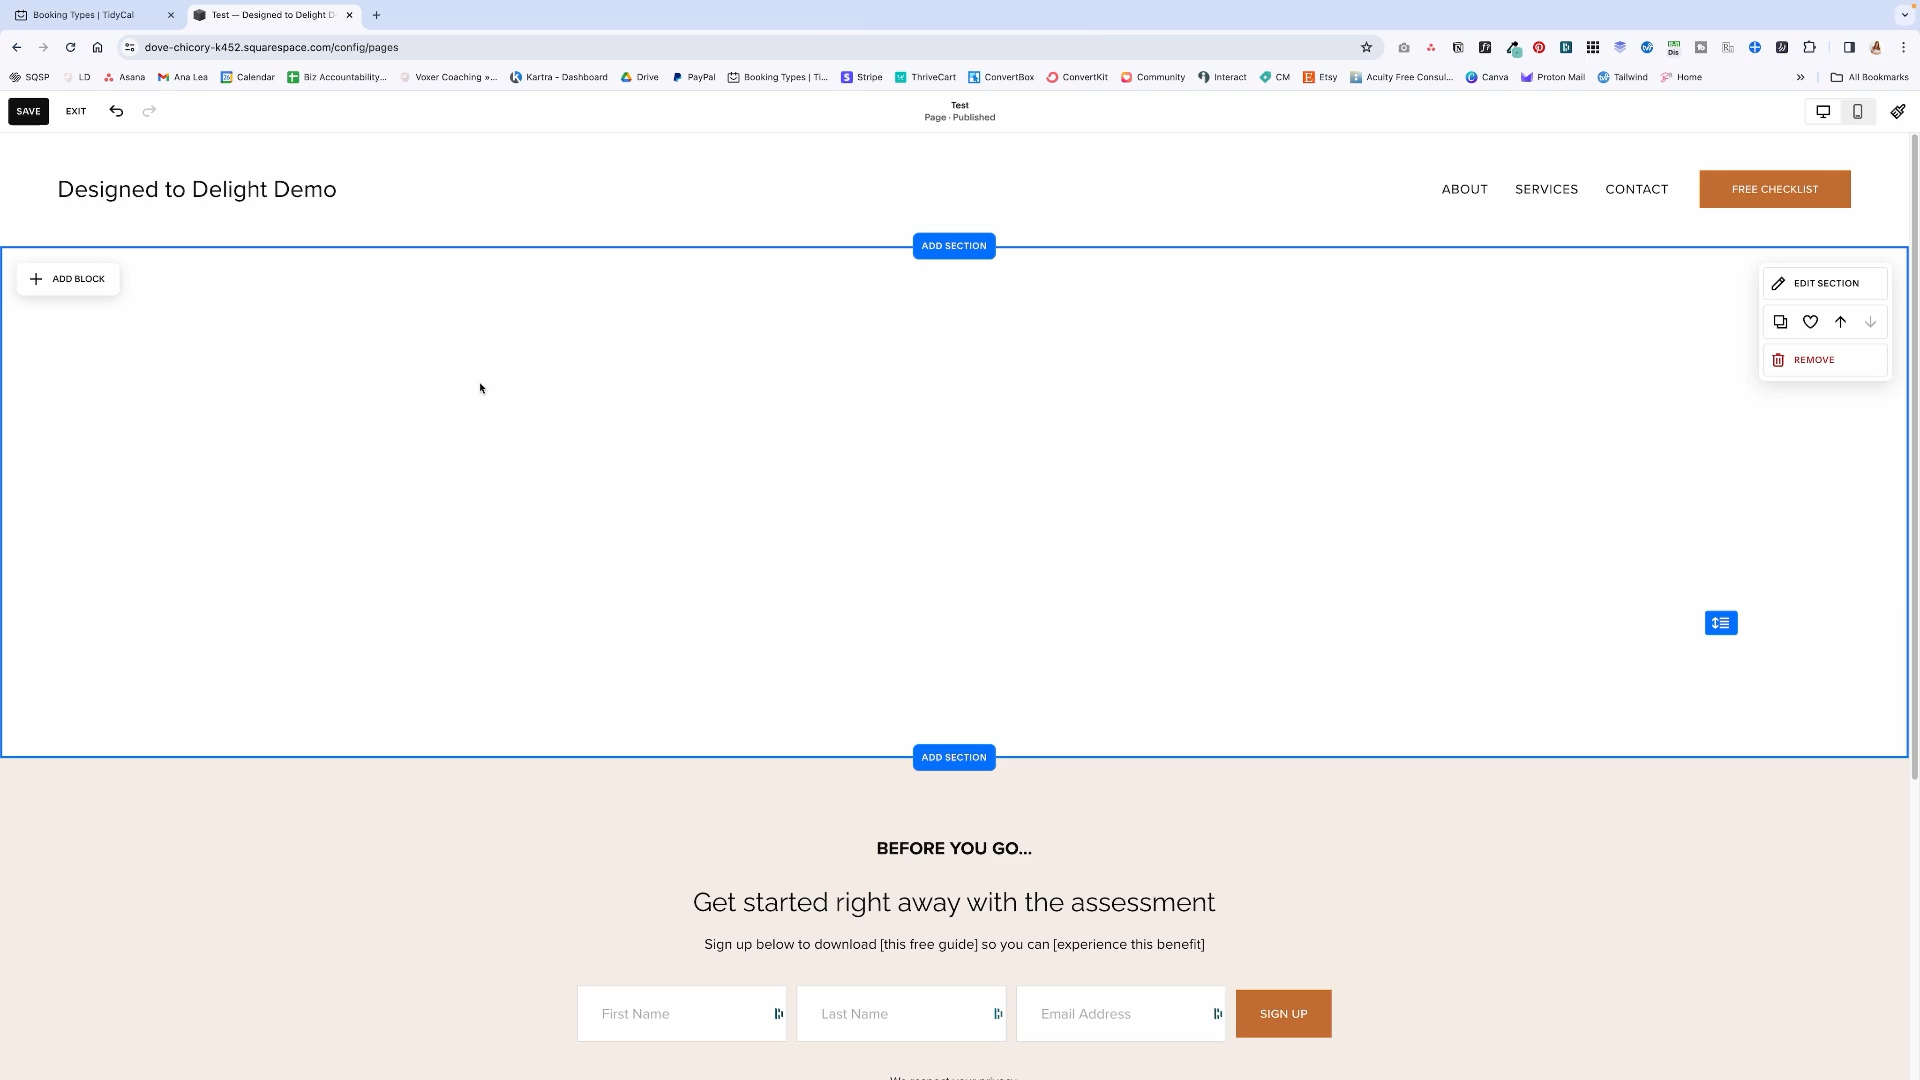 Booking Types | TidyCal
Test — Designed to Delight D
dove-chicory-k452.squarespace.com/config/pages
SQSP LD Asana Ana Lea Calendar Biz Accountability... Voxer Coaching »... Kartra - Dashboard Drive PayPal Booking Types | Ti... Stripe ThriveCart ConvertBox ConvertKit Community Interact CM Etsy Acuity Free Consul... Canva Proton Mail Tailwind Home » All Bookmarks
SAVE EXIT
Test
Page · Published
Designed to Delight Demo
ABOUT SERVICES CONTACT FREE CHECKLIST
ADD SECTION
ADD BLOCK
EDIT SECTION
REMOVE
ADD SECTION
BEFORE YOU GO...
Get started right away with the assessment
Sign up below to download [this free guide] so you can [experience this benefit]
First Name Last Name Email Address SIGN UP